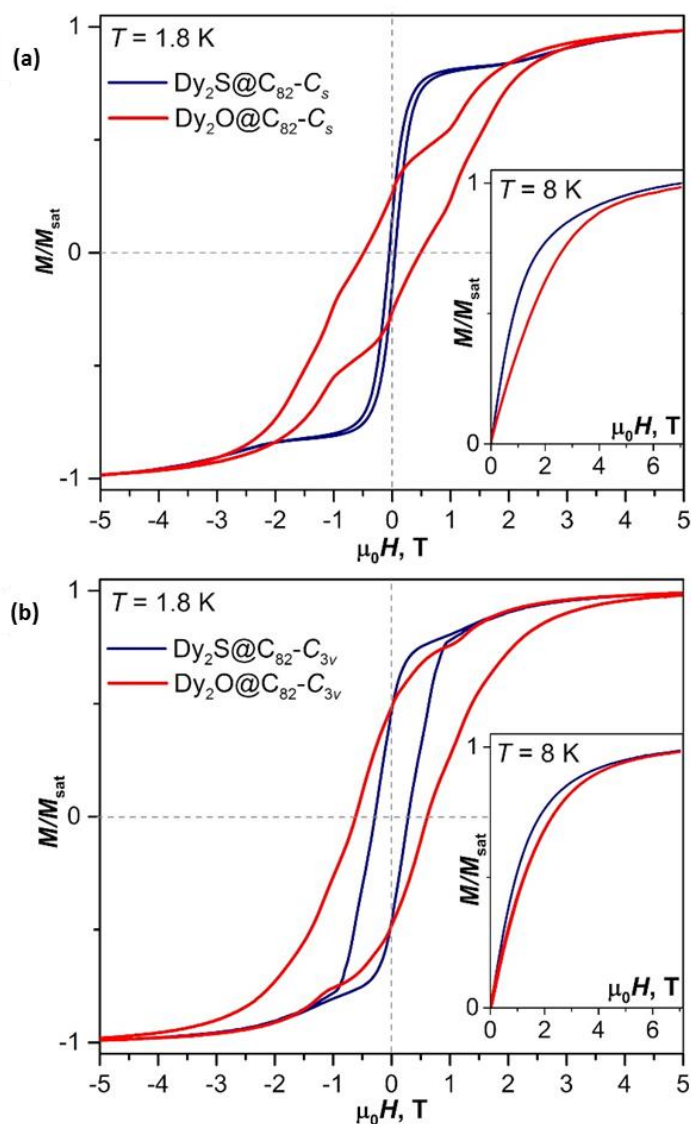 (a)
T = 1.8 K
Dy₂S@C₈₂-Cₛ
Dy₂O@C₈₂-Cₛ
1
0
-1
M/Mₛₐₜ
-5 -4 -3 -2 -1 0 1 2 3 4 5
μ₀H, T
T = 8 K
1
0
M/Mₛₐₜ
μ₀H, T
0 2 4 6
(b)
T = 1.8 K
Dy₂S@C₈₂-C₃ᵥ
Dy₂O@C₈₂-C₃ᵥ
1
0
-1
M/Mₛₐₜ
-5 -4 -3 -2 -1 0 1 2 3 4 5
μ₀H, T
T = 8 K
1
0
M/Mₛₐₜ
μ₀H, T
0 2 4 6